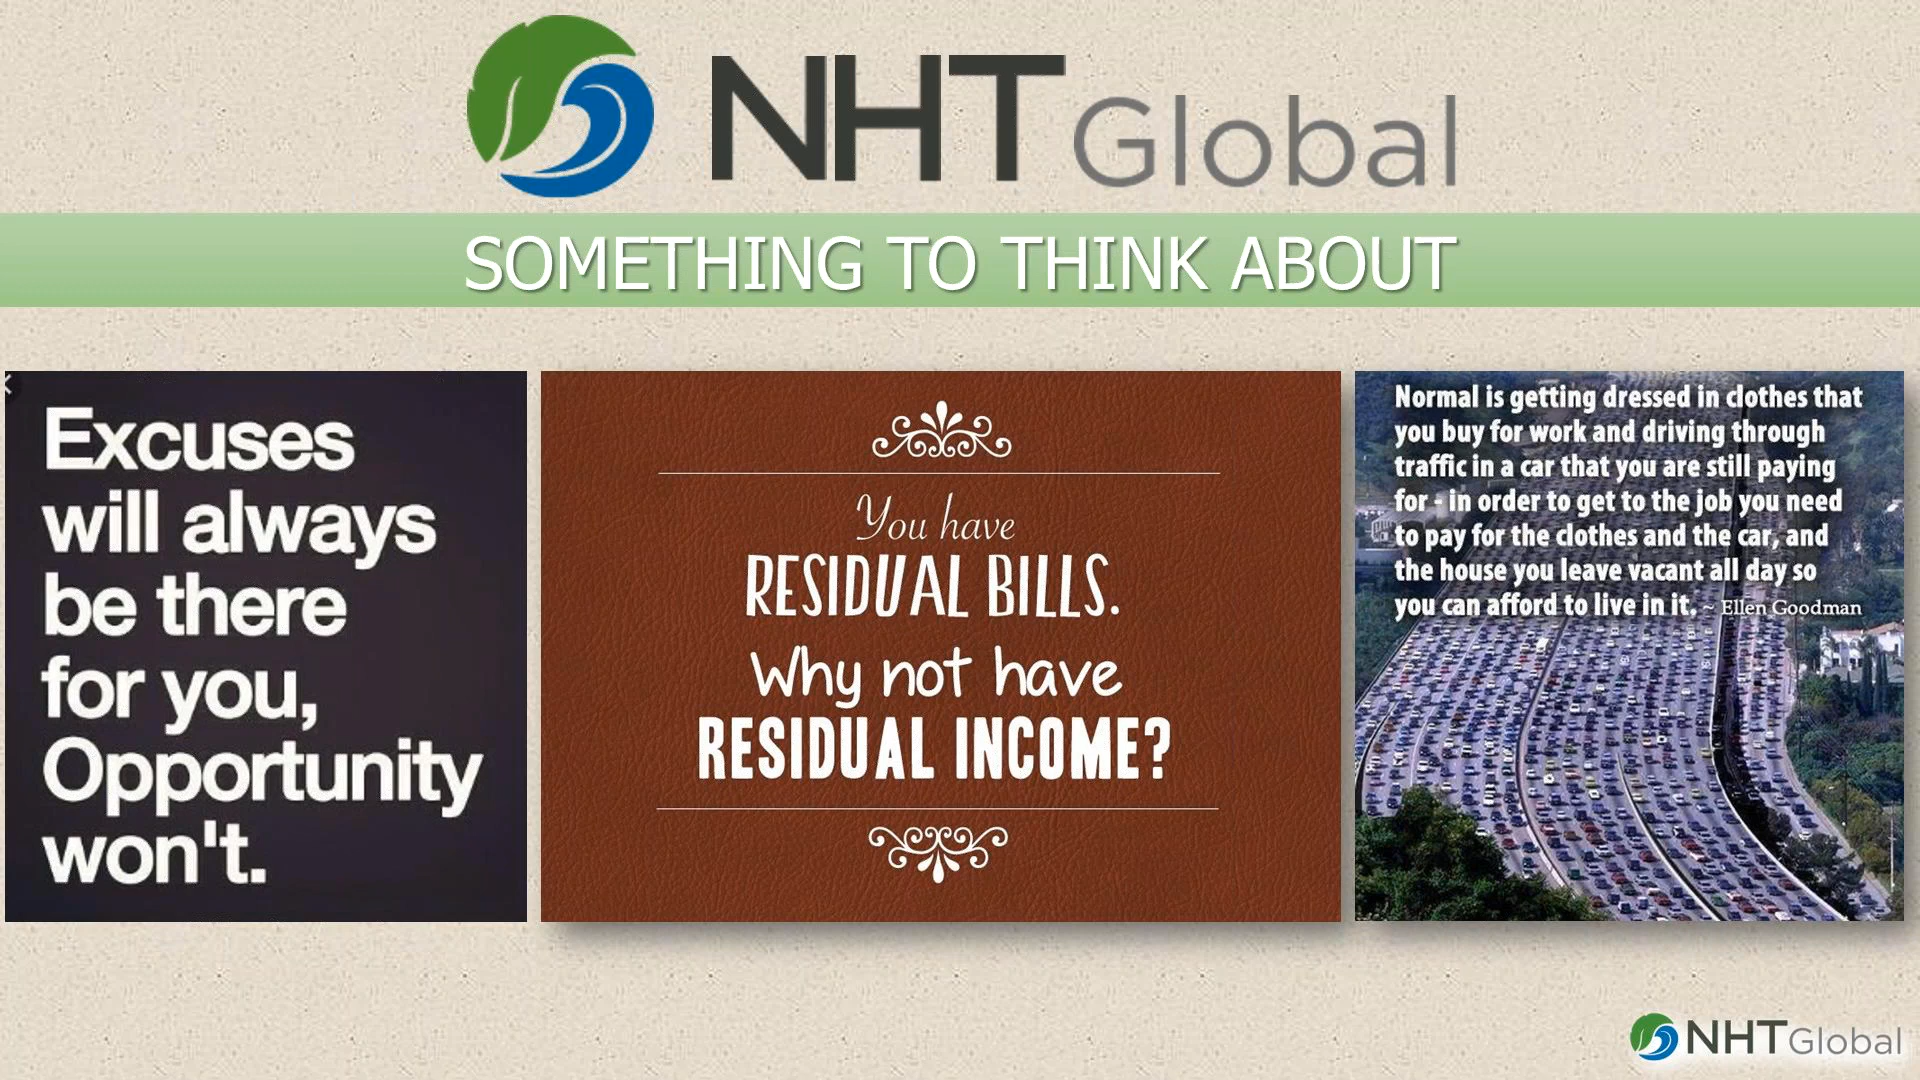 NHT Global
SOMETHING TO THINK ABOUT
Excuses
will always
be there
for you,
Opportunity
won't.
You have
RESIDUAL BILLS.
Why not have
RESIDUAL INCOME?
Normal is getting dressed in clothes that
you buy for work and driving through
traffic in a car that you are still paying
for - in order to get to the job you need
to pay for the clothes and the car, and
the house you leave vacant all day so
you can afford to live in it. ~ Ellen Goodman
NHT Global